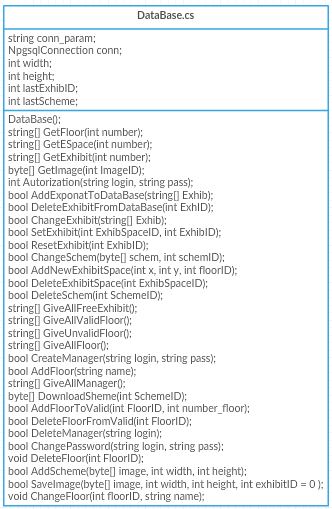 DataBase.cs
string conn_param;
NpgsqlConnection conn;
int width;
int height;
int lastExhibID;
int lastScheme;
DataBase();
string[] GetFloor(int number);
string[] GetESpace(int number);
string[] GetExhibit(int number);
byte[] GetImage(int ImageID);
int Autorization(string login, string pass);
bool AddExponatToDataBase(string[] Exhib);
bool DeleteExhibitFromDataBase(int ExhID);
bool ChangeExhibit(string[] Exhib);
bool SetExhibit(int ExhibSpaceID, int ExhibID);
bool ResetExhibit(int ExhibID);
bool ChangeSchem(byte[] schem, int schemID);
bool AddNewExhibitSpace(int x, int y, int floorID);
bool DeleteExhibitSpace(int ExhibSpaceID);
bool DeleteSchem(int SchemeID);
string[] GiveAllFreeExhibit();
string[] GiveAllValidFloor();
string[] GiveUnvalidFloor();
string[] GiveAllFloor();
bool CreateManager(string login, string pass);
bool AddFloor(string name);
string[] GiveAllManager();
byte[] DownloadSheme(int SchemeID);
bool AddFloorToValid(int FloorID, int number_floor);
bool DeleteFloorFromValid(int FloorID);
bool DeleteManager(string login);
bool ChangePassword(string login, string pass);
void DeleteFloor(int FloorID);
bool AddScheme(byte[] image, int width, int height);
bool SaveImage(byte[] image, int width, int height, int exhibitID = 0 );
void ChangeFloor(int floorID, string name);